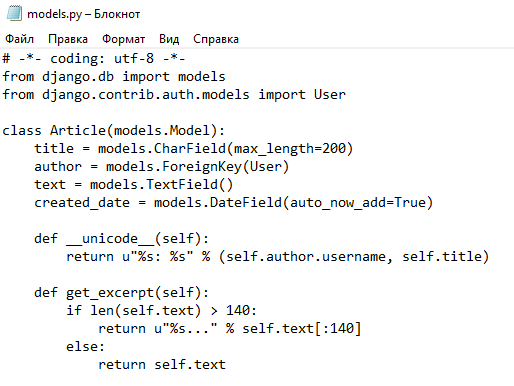 models.py – Блокнот
Файл Правка Формат Вид Справка
# -*- coding: utf-8 -*-
from django.db import models
from django.contrib.auth.models import User

class Article(models.Model):
    title = models.CharField(max_length=200)
    author = models.ForeignKey(User)
    text = models.TextField()
    created_date = models.DateField(auto_now_add=True)

    def __unicode__(self):
        return u"%s: %s" % (self.author.username, self.title)

    def get_excerpt(self):
        if len(self.text) > 140:
            return u"%s..." % self.text[:140]
        else:
            return self.text